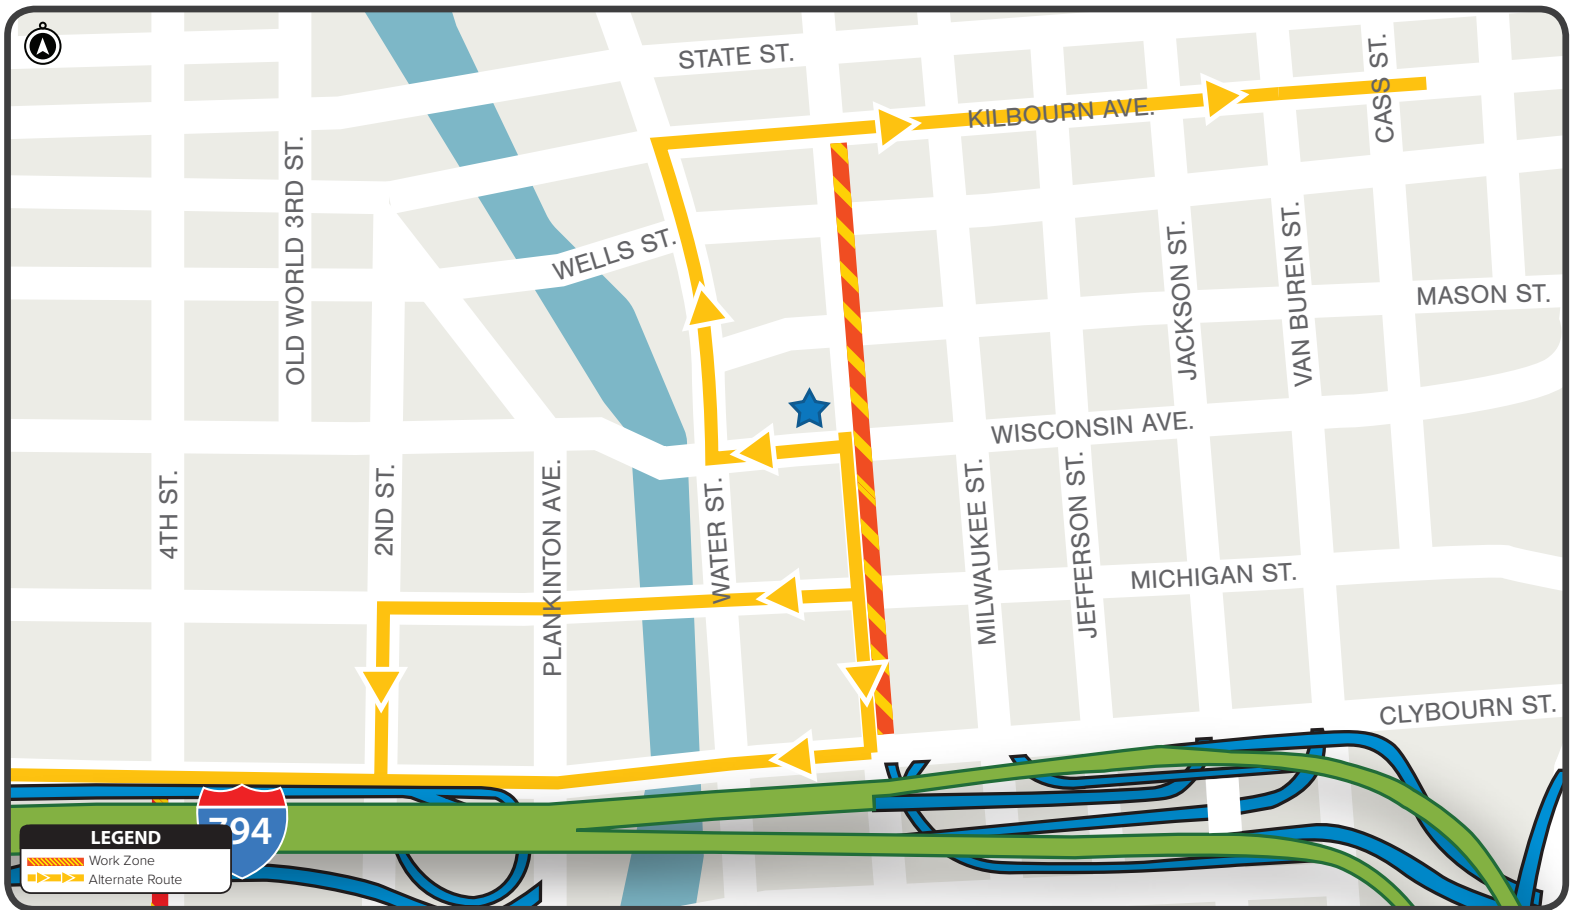 STATE ST.
KILBOURN AVE.
CASS ST.
OLD WORLD 3RD ST.
WELLS ST.
JACKSON ST.
VAN BUREN ST.
MASON ST.
WISCONSIN AVE.
4TH ST.
2ND ST.
PLANKINTON AVE.
WATER ST.
MILWAUKEE ST.
JEFFERSON ST.
MICHIGAN ST.
CLYBOURN ST.
794
LEGEND
Work Zone
Alternate Route